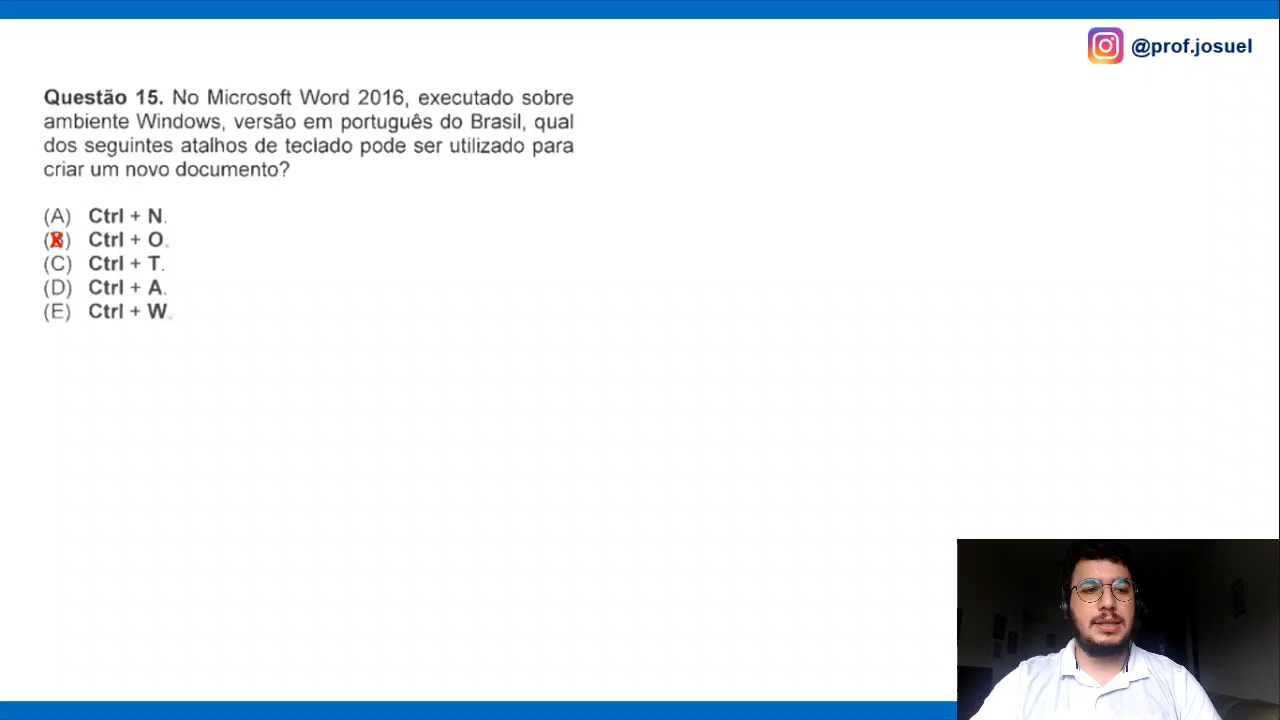 @prof.josuel
Questão 15. No Microsoft Word 2016, executado sobre
ambiente Windows, versão em português do Brasil, qual
dos seguintes atalhos de teclado pode ser utilizado para
criar um novo documento?
(A) Ctrl + N.
(B) Ctrl + O.
(C) Ctrl + T.
(D) Ctrl + A.
(E) Ctrl + W.